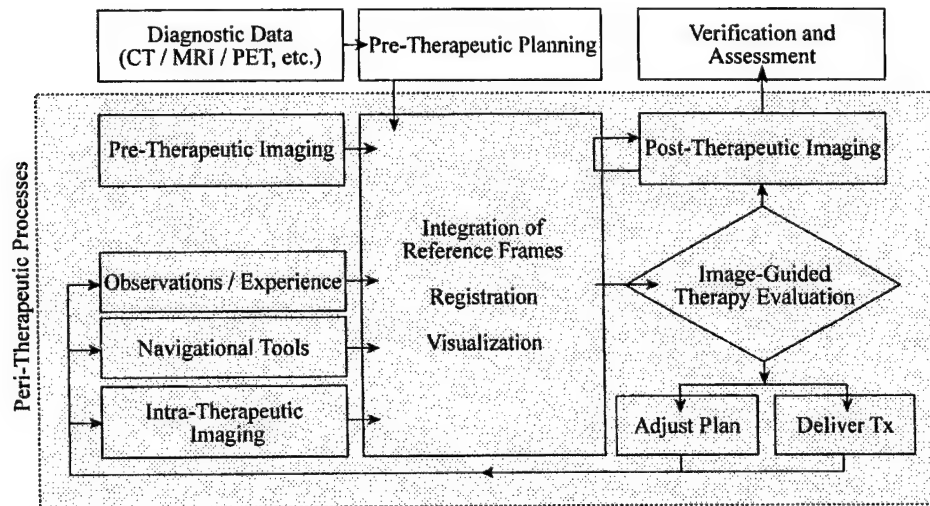 Diagnostic Data
(CT / MRI / PET, etc.)
Pre-Therapeutic Planning
Verification and
Assessment
Peri-Therapeutic Processes
Pre-Therapeutic Imaging
Post-Therapeutic Imaging
Integration of
Reference Frames
Registration
Visualization
Observations / Experience
Image-Guided
Therapy Evaluation
Navigational Tools
Intra-Therapeutic
Imaging
Adjust Plan
Deliver Tx